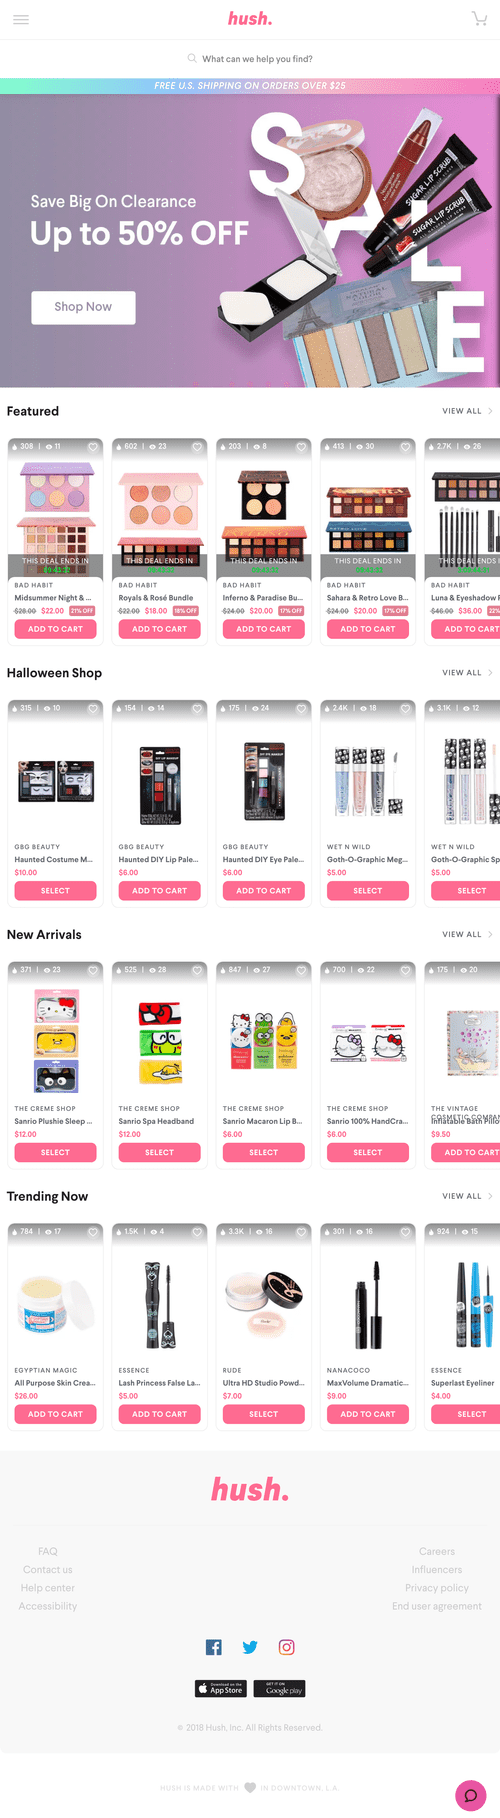 hush.
What can we help you find?
FREE U.S. SHIPPING ON ORDERS OVER $25
Save Big On Clearance
Up to 50% OFF
Shop Now
SALE
SUGAR LIP SCRUB
SUGAR LIP SCRUB
Featured
VIEW ALL
308 | 11
602 | 23
203 | 8
413 | 30
2.7K | 26
THIS DEAL ENDS IN
THIS DEAL ENDS IN
THIS DEAL ENDS IN
THIS DEAL ENDS IN
THIS DEAL ENDS
BAD HABIT
BAD HABIT
BAD HABIT
BAD HABIT
BAD HABIT
Midsummer Night & ...
Royals & Rosé Bundle
Inferno & Paradise Bu...
Sahara & Retro Love B...
Luna & Eyeshadow
$28.00 $22.00 21% OFF
$22.00 $18.00 18% OFF
$24.00 $20.00 17% OFF
$24.00 $20.00 17% OFF
$46.00 $36.00 22%
ADD TO CART
ADD TO CART
ADD TO CART
ADD TO CART
ADD TO CART
Halloween Shop
VIEW ALL
315 | 10
154 | 14
175 | 24
2.4K | 18
3.1K | 12
GBG BEAUTY
GBG BEAUTY
GBG BEAUTY
WET N WILD
WET N WILD
Haunted Costume M...
Haunted DIY Lip Pale...
Haunted DIY Eye Pale...
Goth-O-Graphic Meg...
Goth-O-Graphic Sp
$10.00
$6.00
$6.00
$5.00
$5.00
SELECT
ADD TO CART
ADD TO CART
SELECT
SELECT
New Arrivals
VIEW ALL
371 | 23
525 | 28
847 | 27
700 | 22
175 | 20
THE CREME SHOP
THE CREME SHOP
THE CREME SHOP
THE CREME SHOP
THE VINTAGE
COSMETIC COMPAN
Sanrio Plushie Sleep ...
Sanrio Spa Headband
Sanrio Macaron Lip B...
Sanrio 100% HandCra...
Inflatable Bath Pillo
$12.00
$12.00
$6.00
$6.00
$9.50
SELECT
SELECT
SELECT
SELECT
ADD TO CART
Trending Now
VIEW ALL
784 | 17
1.5K | 4
3.3K | 16
301 | 16
924 | 15
EGYPTIAN MAGIC
ESSENCE
RUDE
NANACOCO
ESSENCE
All Purpose Skin Crea...
Lash Princess False La...
Ultra HD Studio Powd...
MaxVolume Dramatic...
Superlast Eyeliner
$26.00
$5.00
$7.00
$9.00
$4.00
ADD TO CART
ADD TO CART
SELECT
ADD TO CART
SELECT
hush.
FAQ
Contact us
Help center
Accessibility
Careers
Influencers
Privacy policy
End user agreement
Download on the
App Store
GET IT ON
Google play
© 2018 Hush, Inc. All Rights Reserved.
HUSH IS MADE WITH IN DOWNTOWN, L.A.